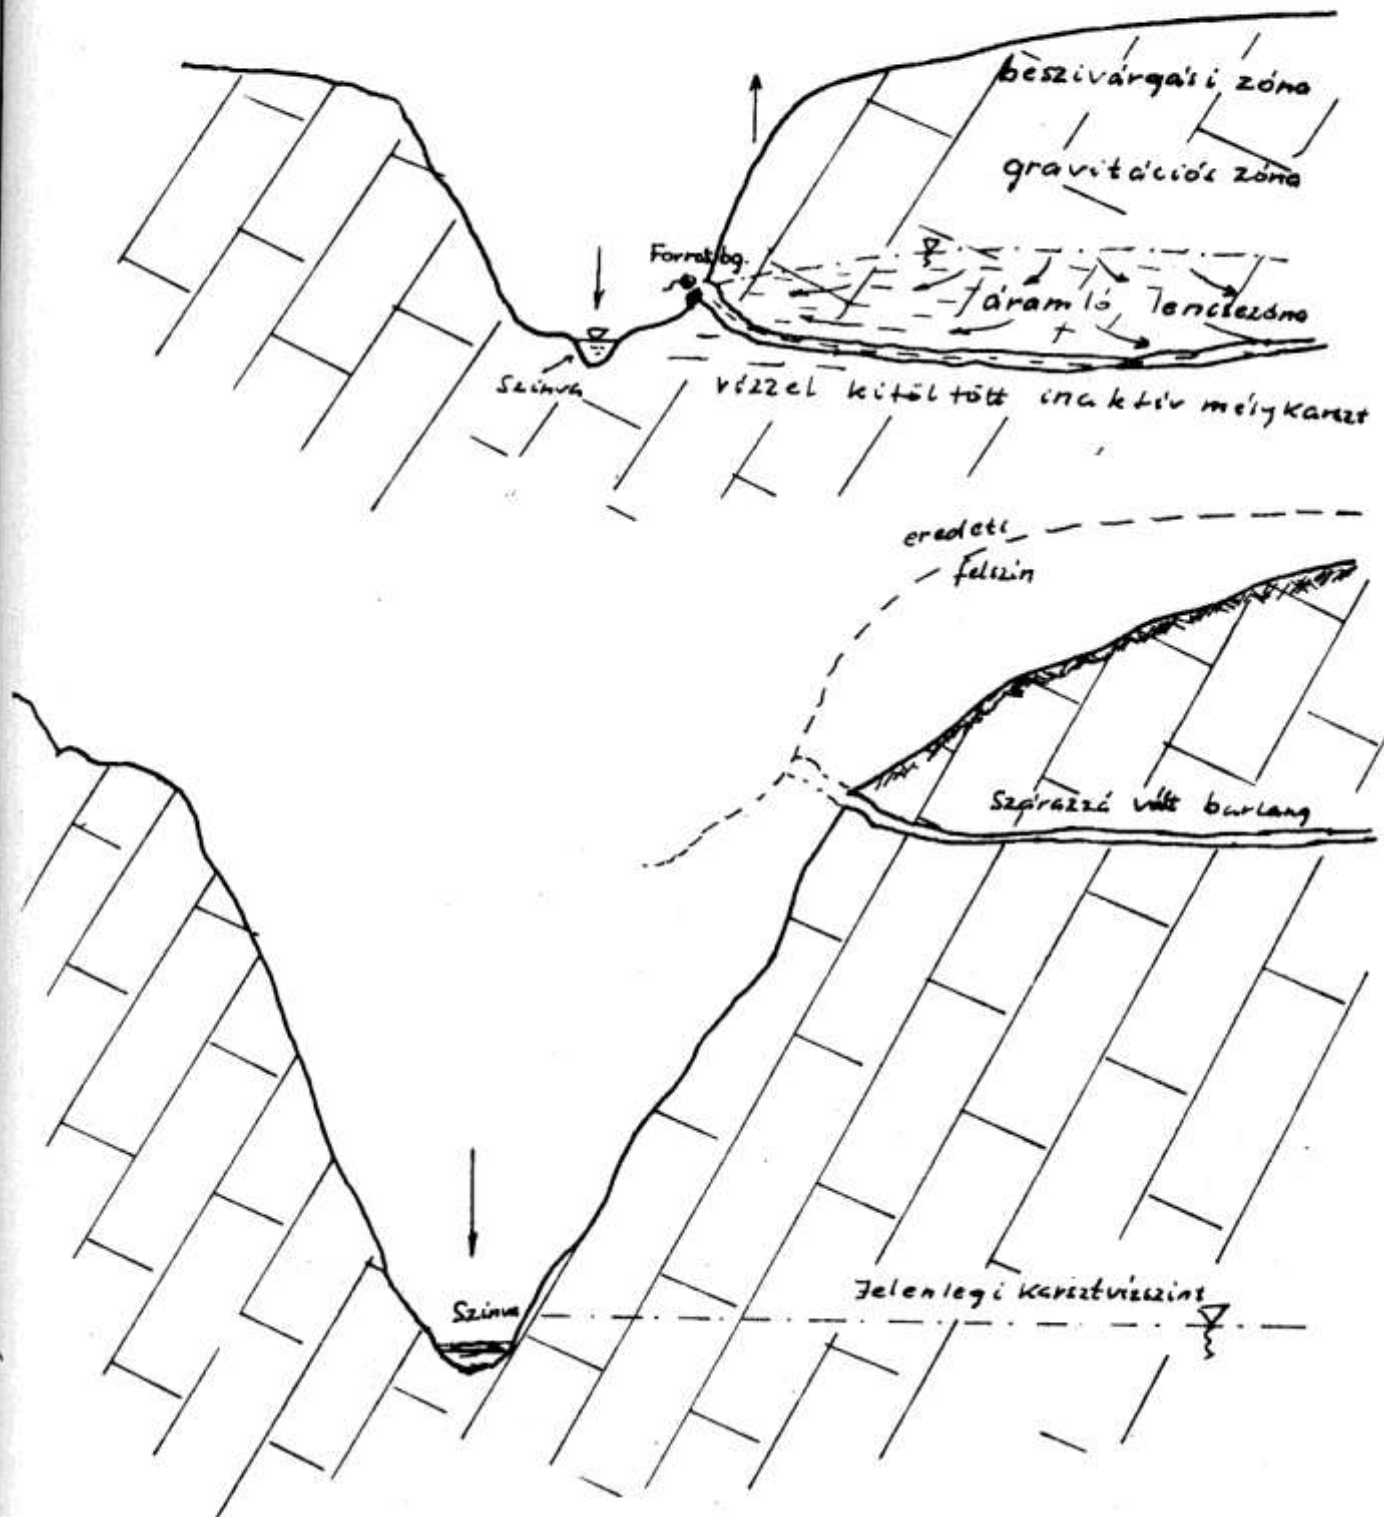 beszivárgási zóna
gravitációs zóna
Forrásbg.
áramló lencsezóna
Szinva
vízzel kitöltött inaktív mélykarszt
eredeti
felszin
Szárazzá vált barlang
Jelenlegi karsztvízszint
Szinva